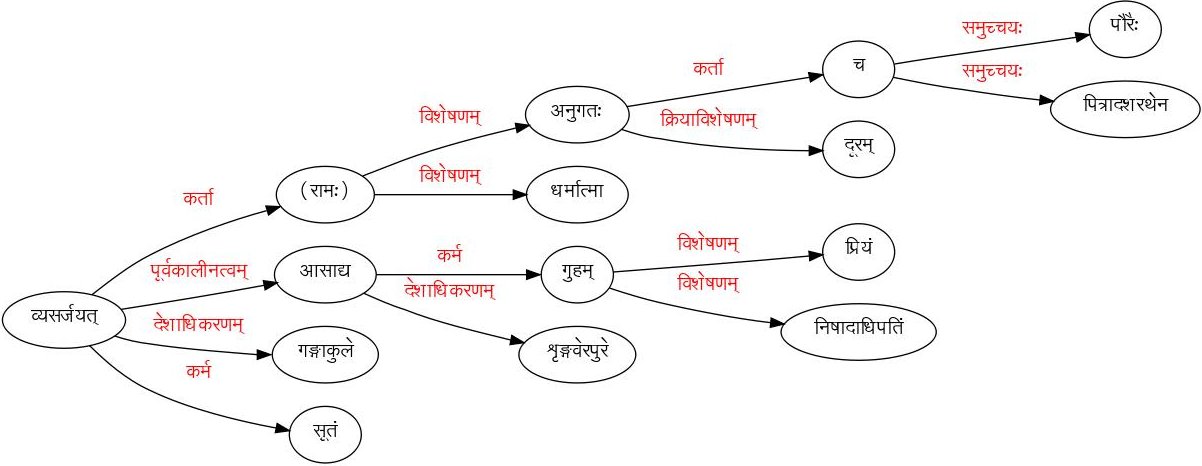 समुच्चयः
पौरैः
कर्ता
च
समुच्चयः
पित्रादशरथेन
विशेषणम्
अनुगतः
क्रियाविशेषणम्
दूरम्
कर्ता
(रामः)
विशेषणम्
धर्मात्मा
पूर्वकालीनत्वम्
आसाद्य
कर्म
गुहम्
विशेषणम्
प्रियं
विशेषणम्
निषादाधिपतिं
देशाधिकरणम्
शृङ्गवेरपुरे
व्यसर्जयत्
देशाधिकरणम्
गङ्गाकुले
कर्म
सूतं